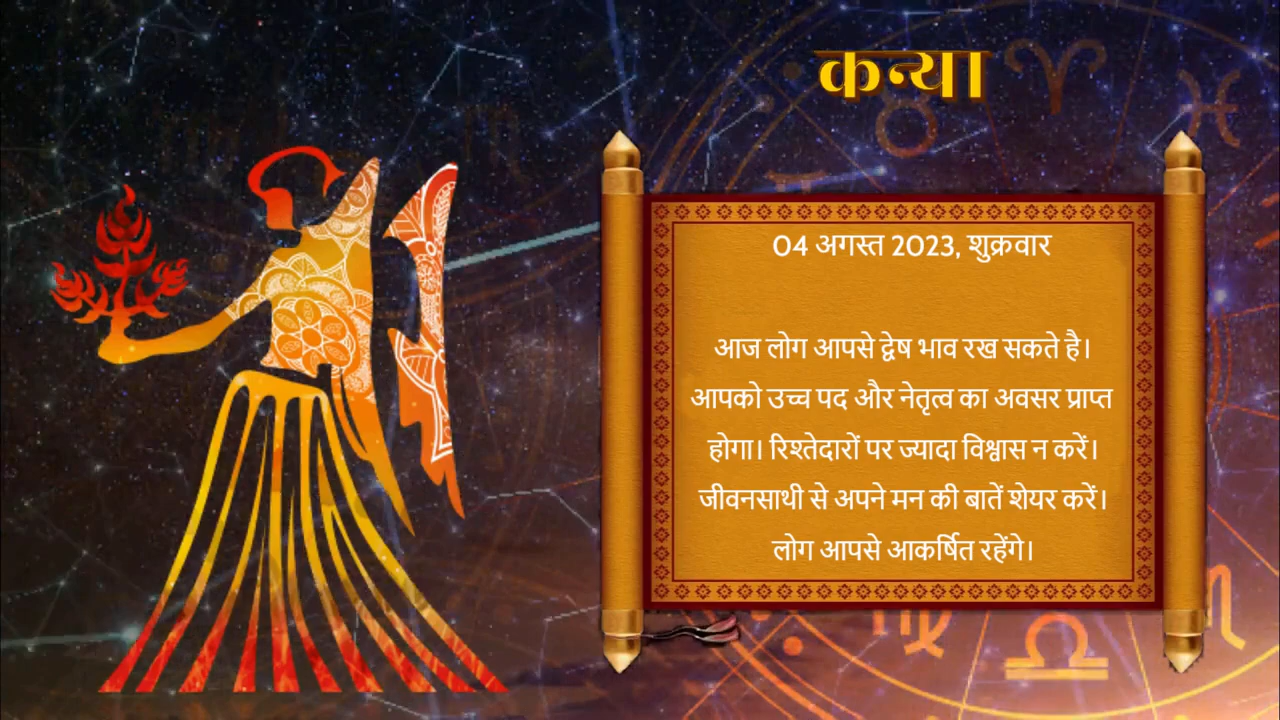 कन्या
04 अगस्त 2023, शुक्रवार
आज लोग आपसे द्वेष भाव रख सकते है।
आपको उच्च पद और नेतृत्व का अवसर प्राप्त
होगा। रिश्तेदारों पर ज्यादा विश्वास न करें।
जीवनसाथी से अपने मन की बातें शेयर करें।
लोग आपसे आकर्षित रहेंगे।